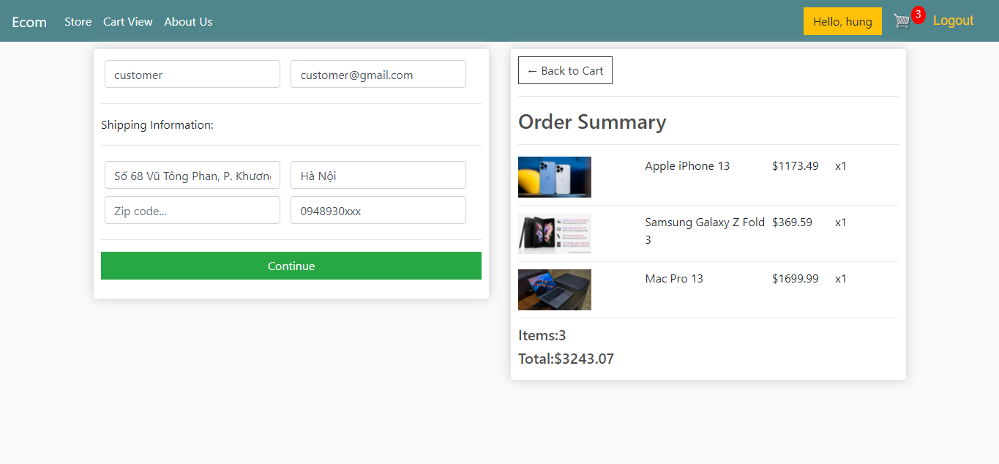 Ecom Store Cart View About Us Hello, hung 3 Logout
customer customer@gmail.com
Shipping Information:
Số 68 Vũ Tông Phan, P. Khươn Hà Nội
Zip code... 0948930xxx
Continue
← Back to Cart
Order Summary
Apple iPhone 13 $1173.49 x1
Samsung Galaxy Z Fold 3 $369.59 x1
Mac Pro 13 $1699.99 x1
Items:3
Total:$3243.07